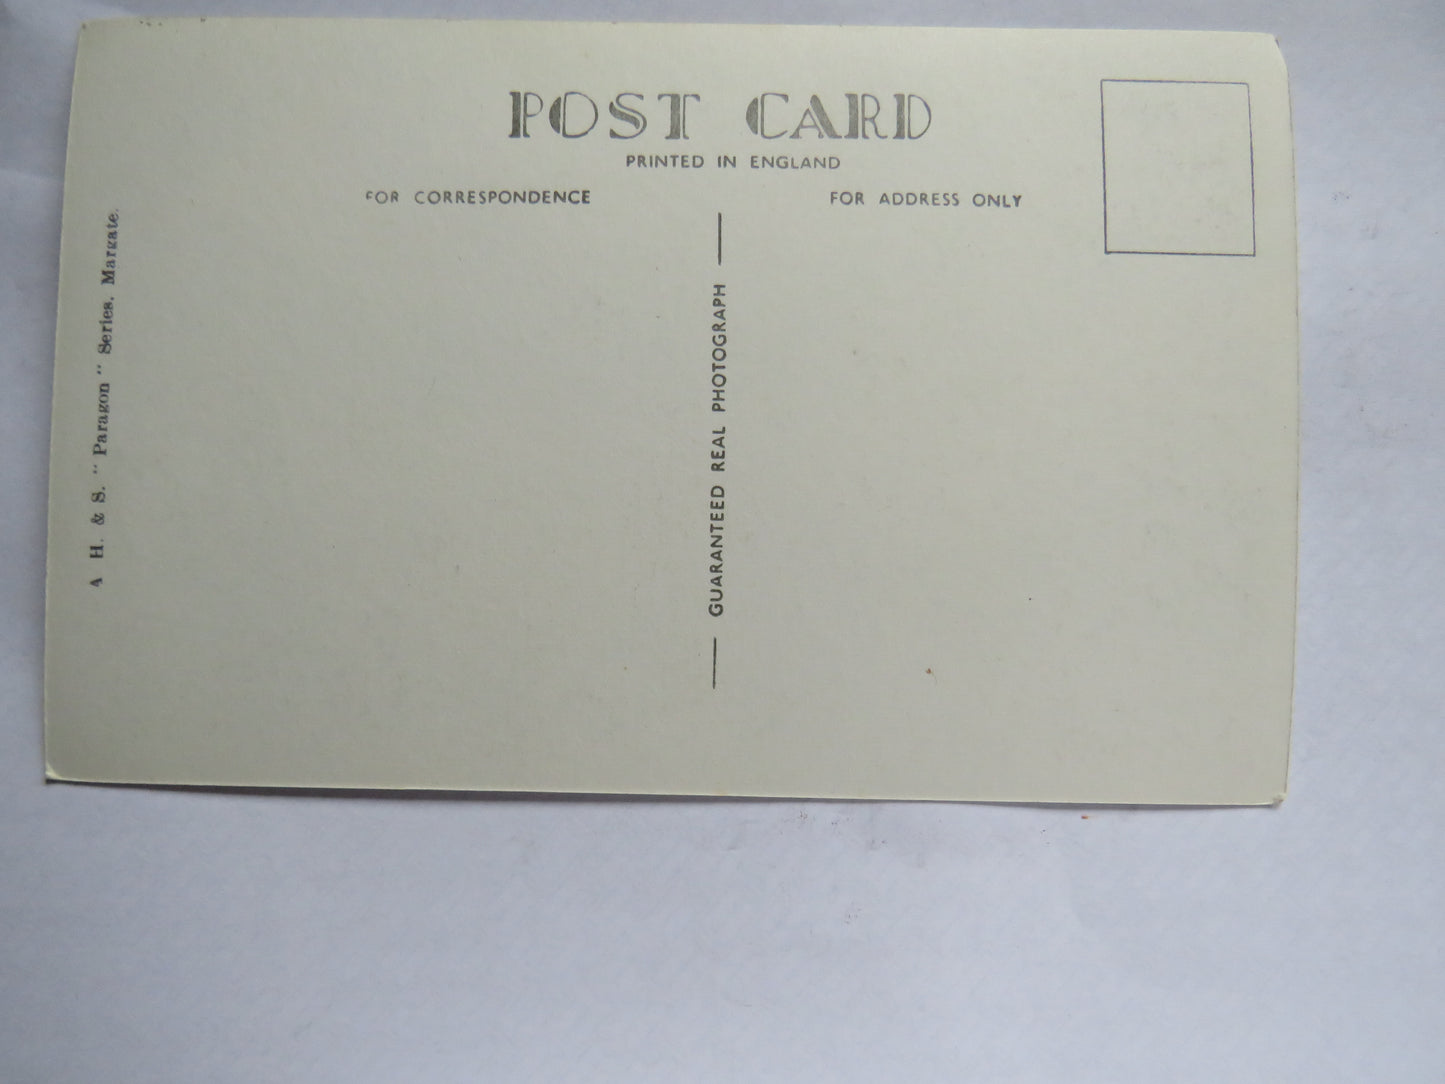 POST CARD
PRINTED IN ENGLAND
FOR CORRESPONDENCE
FOR ADDRESS ONLY
A H. & S. "Paragon" Series. Margate.
GUARANTEED REAL PHOTOGRAPH